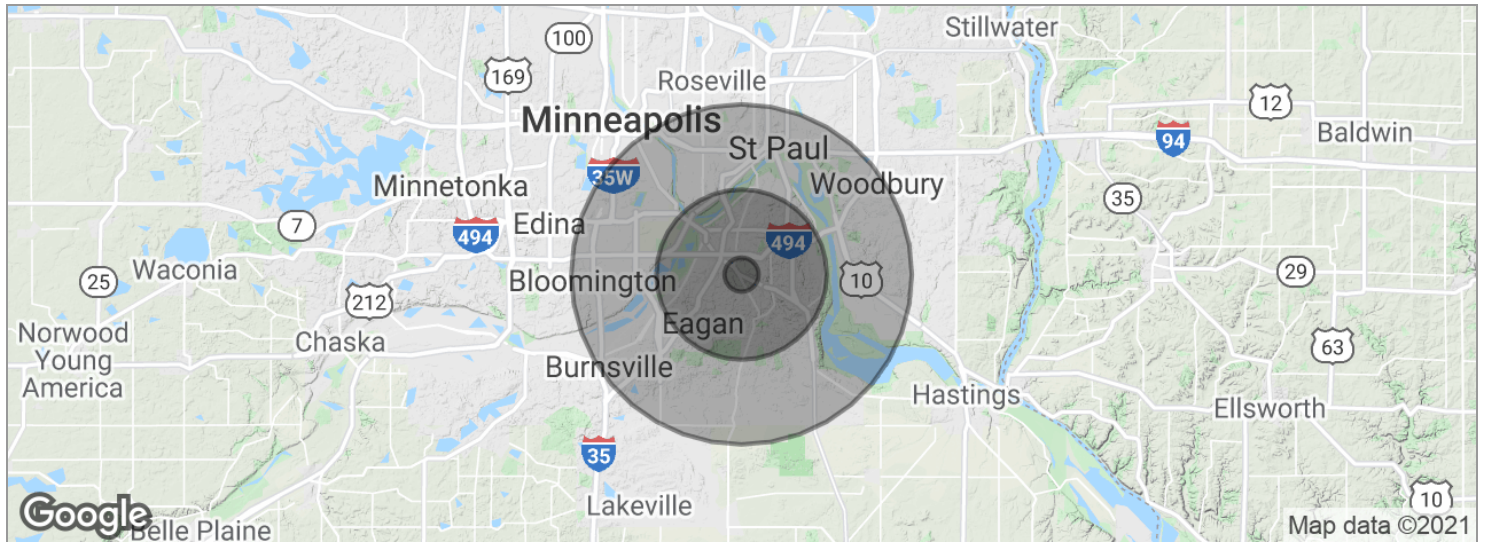 Stillwater
100
169
Roseville
12
Minneapolis
Baldwin
94
St Paul
35W
Minnetonka
Woodbury
35
7
Edina
494
494
Waconia
25
Bloomington
10
29
212
Norwood
Young
America
Chaska
Eagan
63
Burnsville
Hastings
Ellsworth
35
Lakeville
10
Google
Belle Plaine
Map data ©2021